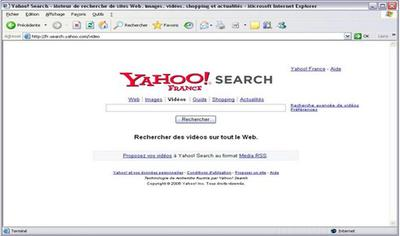 Yahoo! Search - Moteur de recherche de sites Web, images, vidéos, shopping et actualités - Microsoft Internet Explorer
Fichier Edition Affichage Favoris Outils ?
Précédente Rechercher Favoris
Adresse http://fr.search.yahoo.com/video OK Liens
Yahoo! France - Aide
YAHOO! SEARCH
FRANCE
Web | Images | Vidéos | Guide | Shopping | Actualités
Recherche avancée de vidéos
Préférences
Rechercher
Rechercher des vidéos sur tout le Web.
Proposez vos vidéos à Yahoo! Search au format Media RSS
Yahoo! et vos données personnelles - Conditions d'utilisation - Proposer un site - Aide
Technologie de recherche fournie par Yahoo! Search
Copyright © 2006 Yahoo! Inc. Tous droits réservés.
Terminé Internet